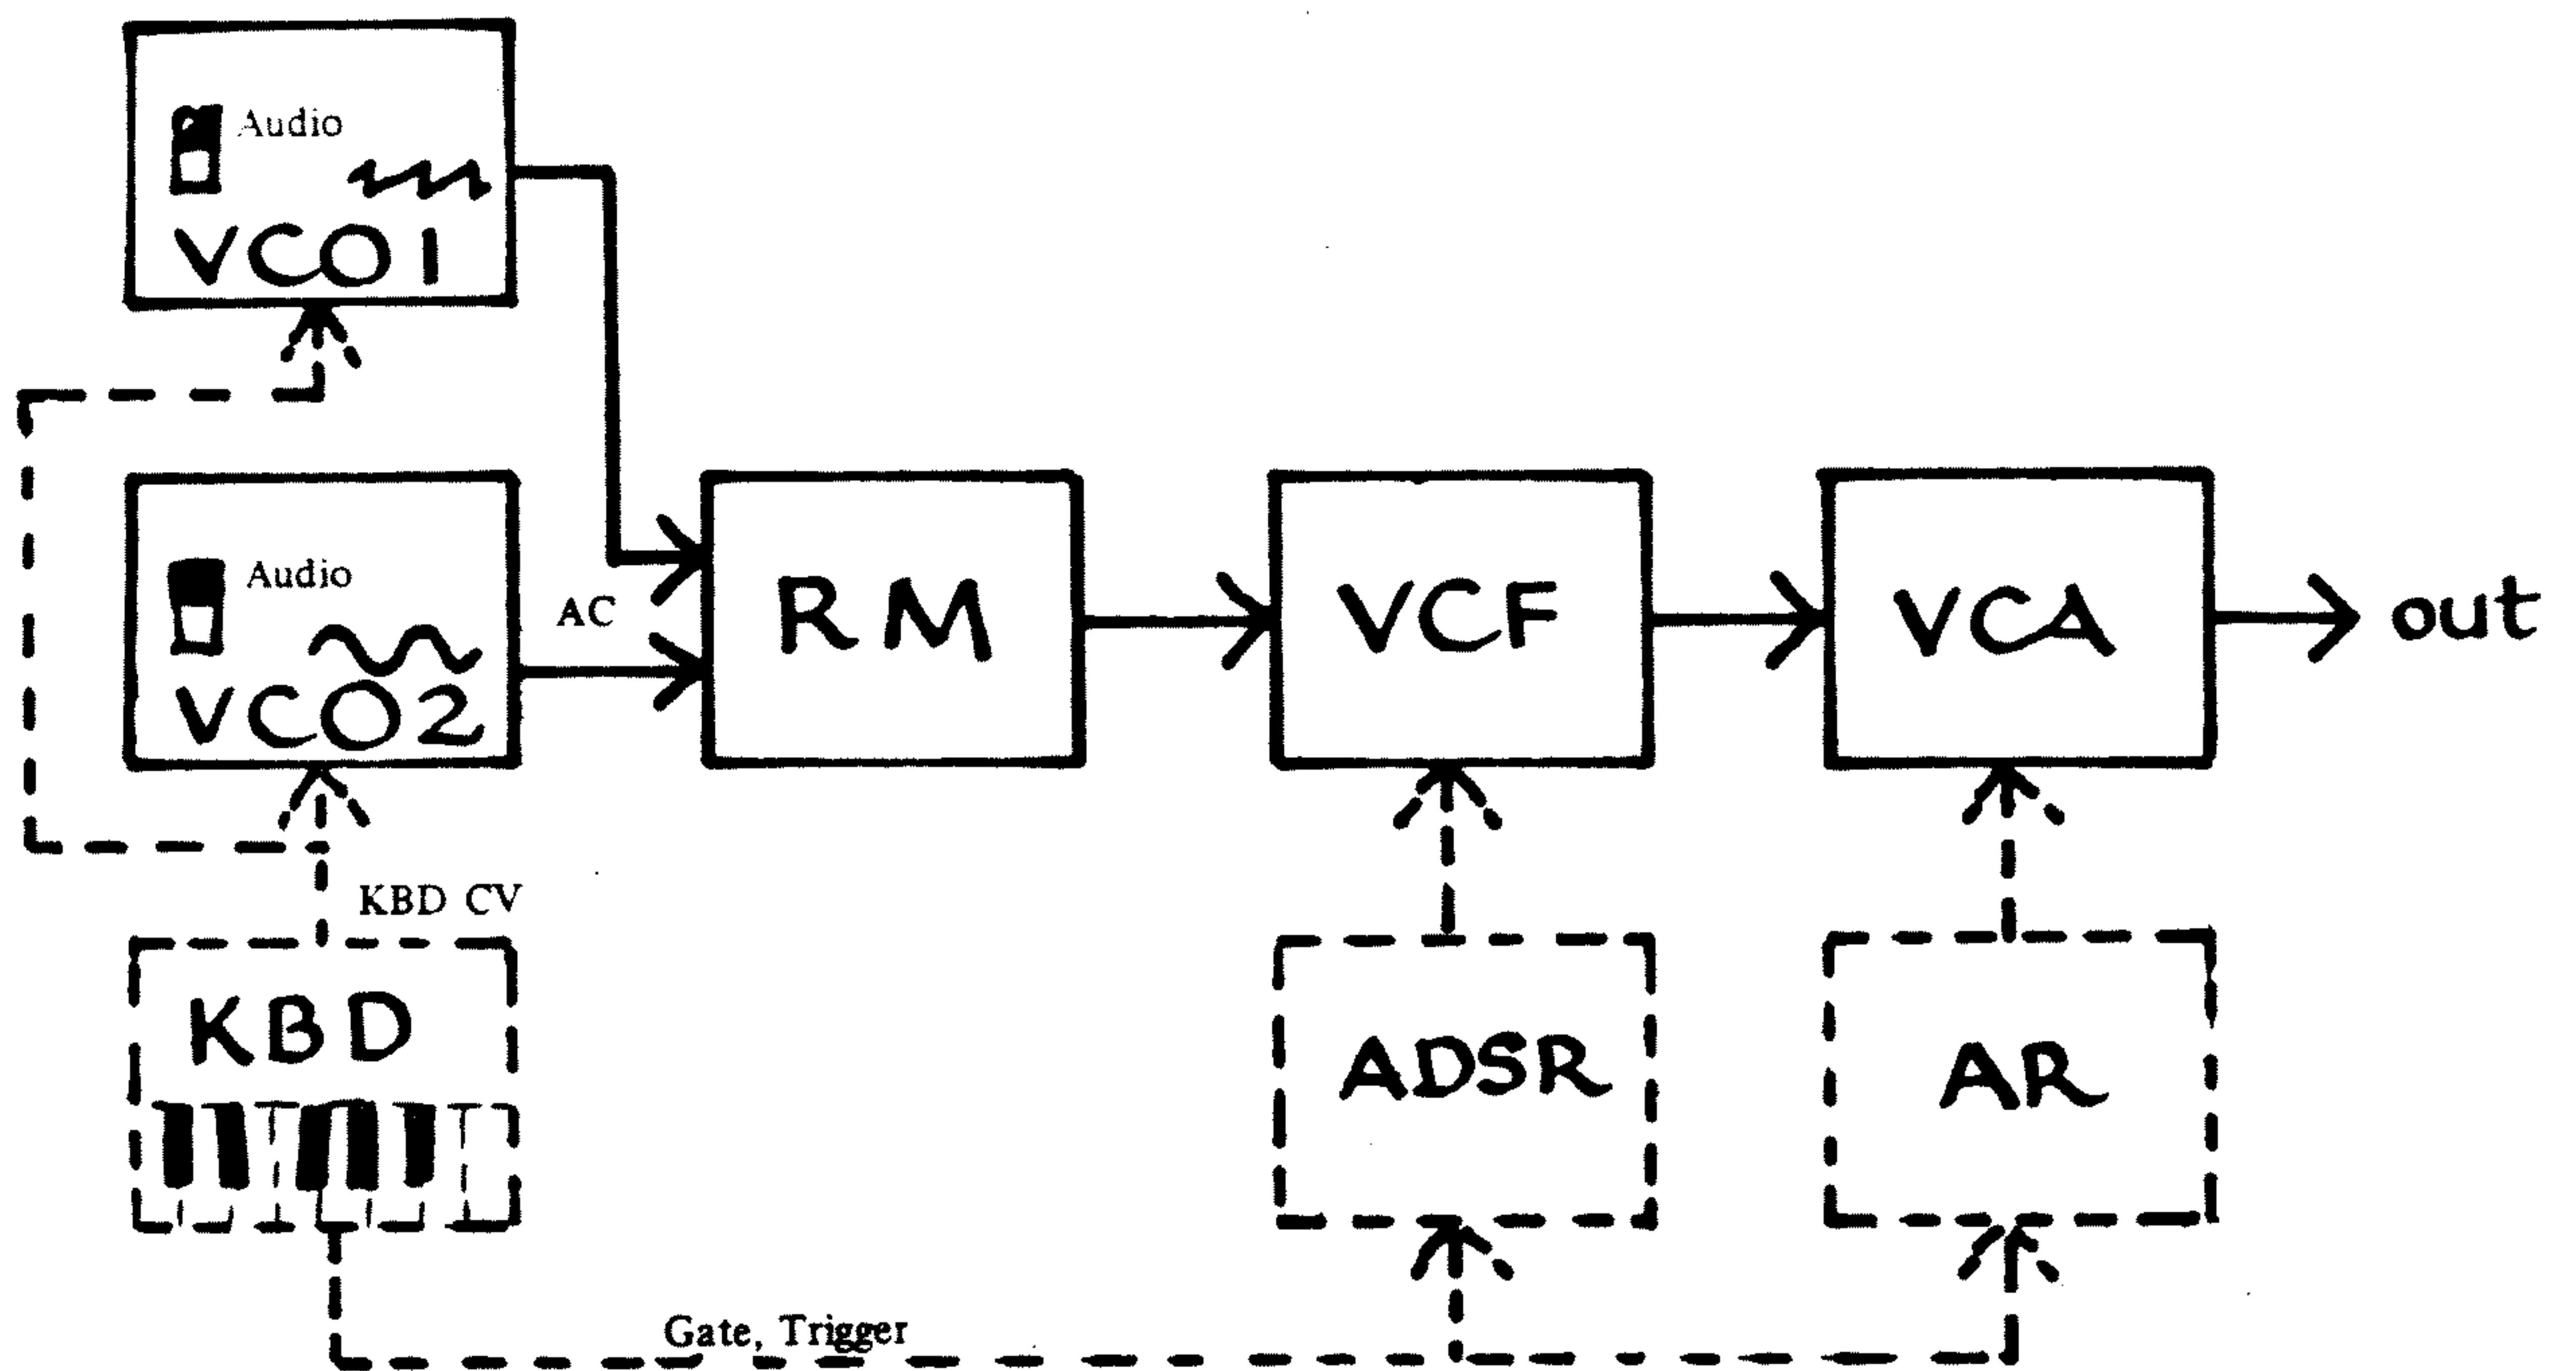 Audio
VCO1
Audio
VCO2
AC
RM
VCF
VCA
out
KBD CV
KBD
ADSR
AR
Gate, Trigger